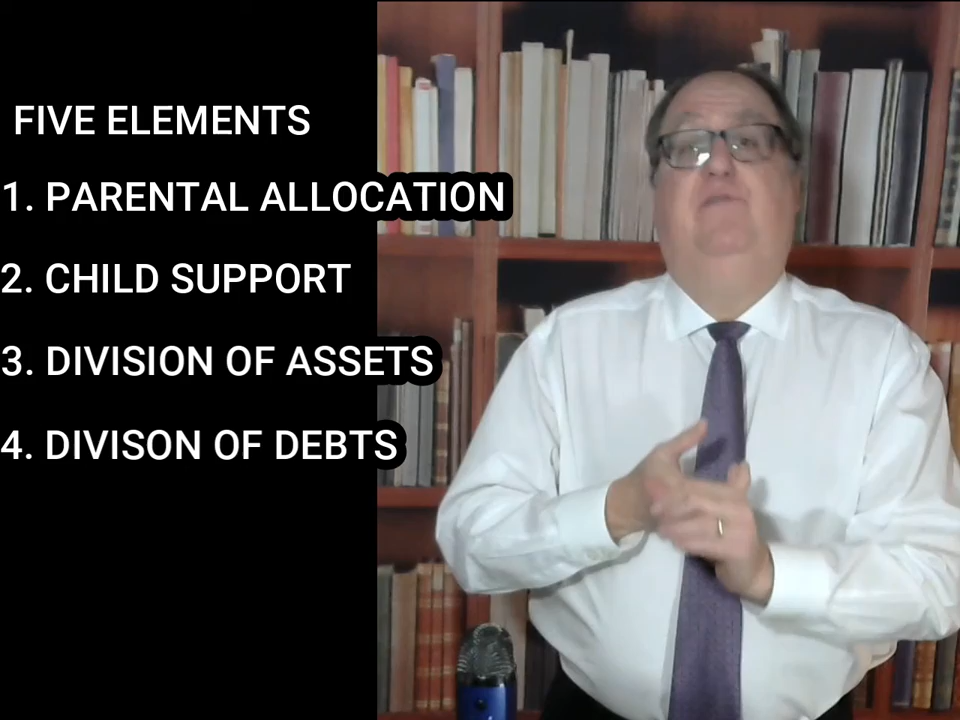 FIVE ELEMENTS
1. PARENTAL ALLOCATION
2. CHILD SUPPORT
3. DIVISION OF ASSETS
4. DIVISON OF DEBTS